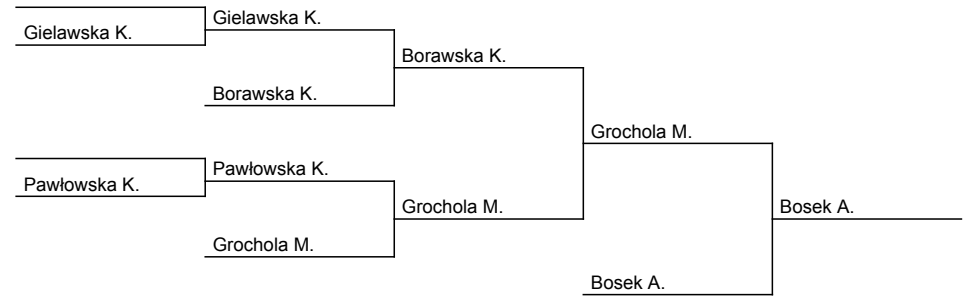 Gielawska K.
Gielawska K.
Borawska K.
Borawska K.
Grochola M.
Pawłowska K.
Pawłowska K.
Grochola M.
Bosek A.
Grochola M.
Bosek A.